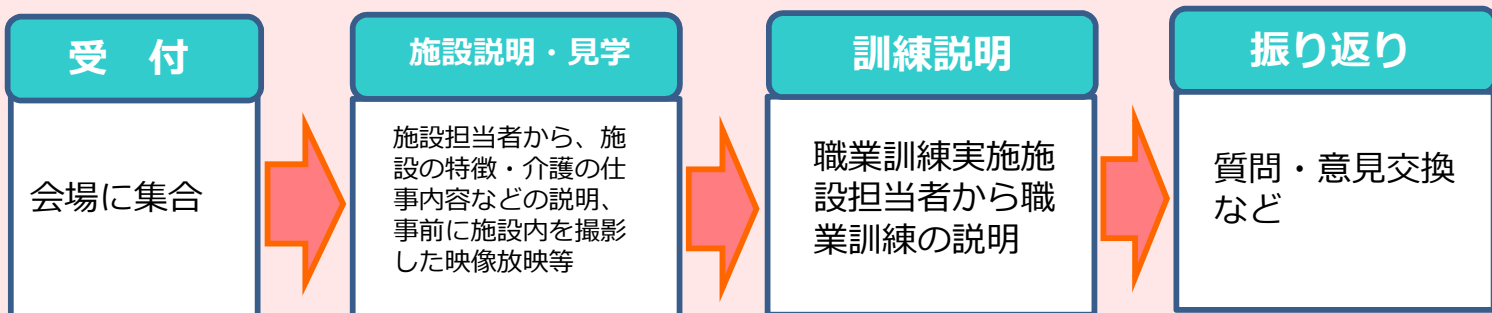 受　付
会場に集合
施設説明・見学
施設担当者から、施
設の特徴・介護の仕
事内容などの説明、
事前に施設内を撮影
した映像放映等
訓練説明
職業訓練実施施
設担当者から職
業訓練の説明
振り返り
質問・意見交換
など